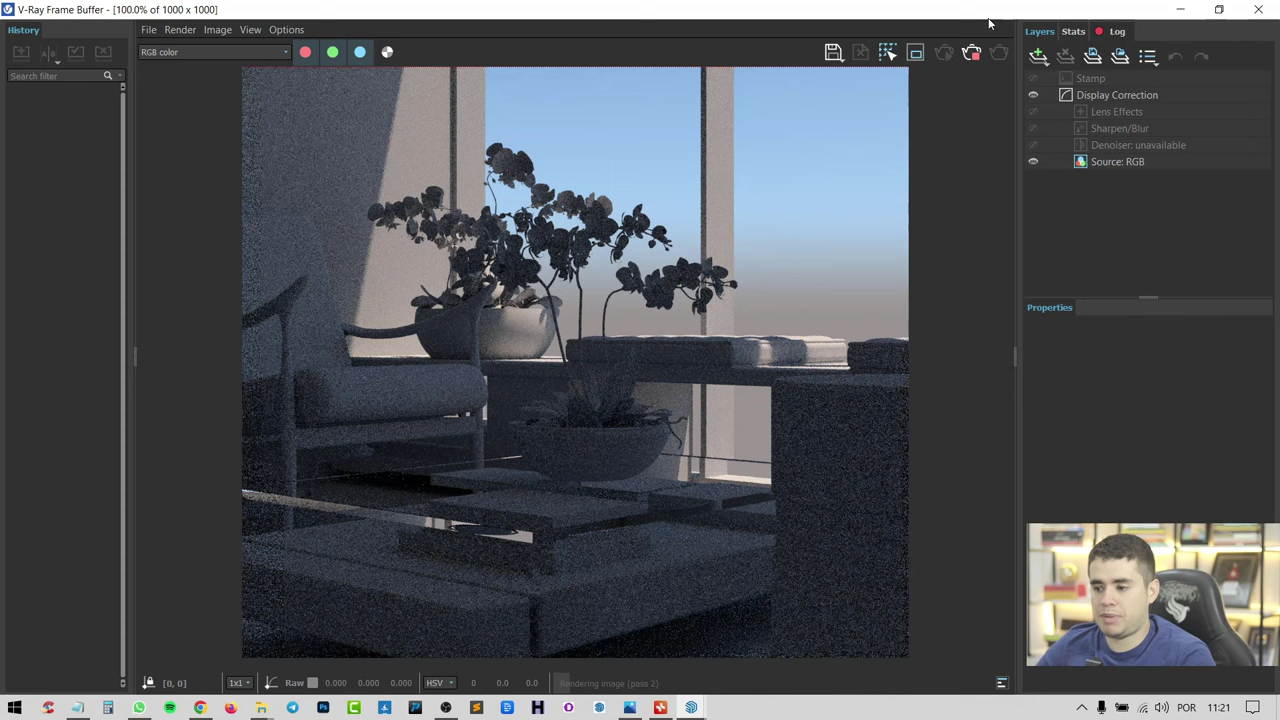 V-Ray Frame Buffer - [100.0% of 1000 x 1000]
History
File Render Image View Options
Layers Stats Log
RGB color
Search filter
Stamp
Display Correction
Lens Effects
Sharpen/Blur
Denoiser: unavailable
Source: RGB
Properties
[0, 0]
1x1
Raw
0.000 0.000 0.000
HSV
0 0.0 0.0
Rendering image (pass 2)
POR
11:21